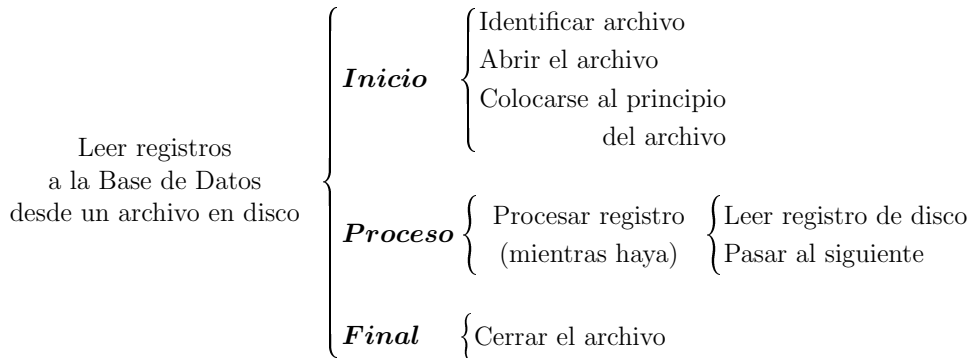 Leer registros
a la Base de Datos
desde un archivo en disco
Inicio
Identificar archivo
Abrir el archivo
Colocarse al principio
del archivo
Proceso
Procesar registro
(mientras haya)
Leer registro de disco
Pasar al siguiente
Final
Cerrar el archivo